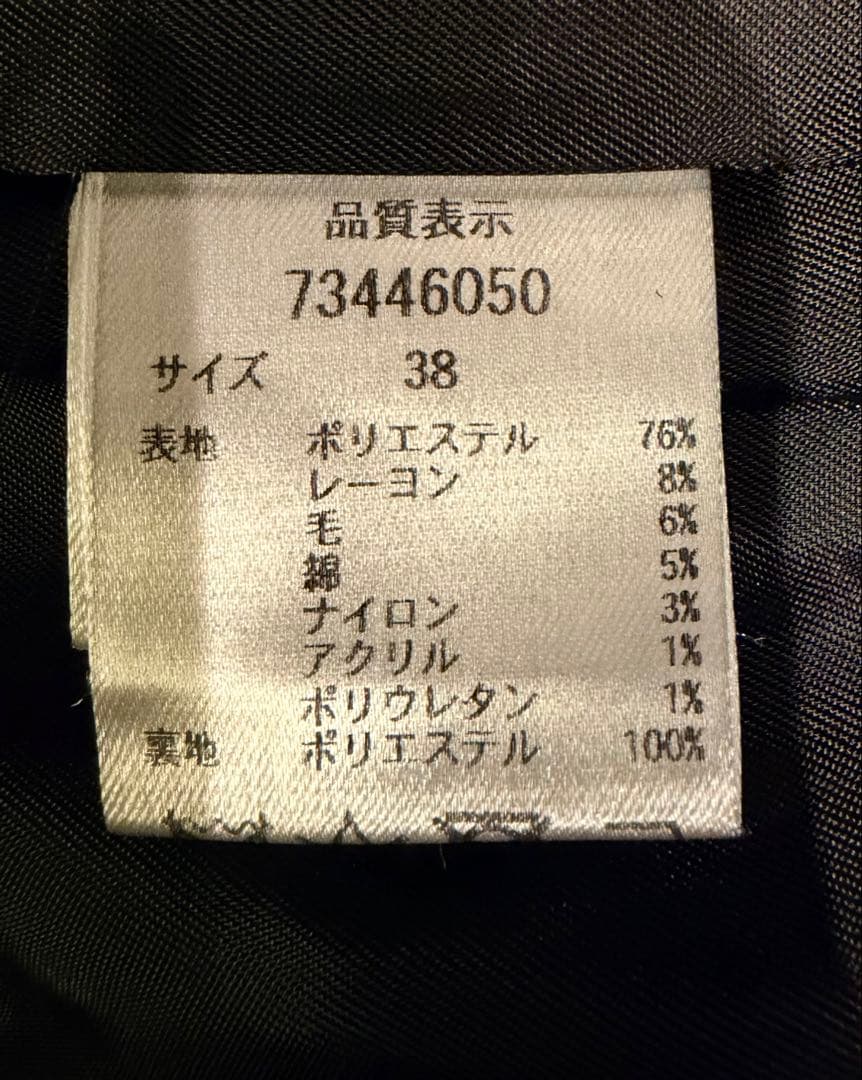 品質表示
73446050
サイズ 38
表地 ポリエステル 76%
レーヨン 8%
毛 6%
綿 5%
ナイロン 3%
アクリル 1%
ポリウレタン 1%
裏地 ポリエステル 100%